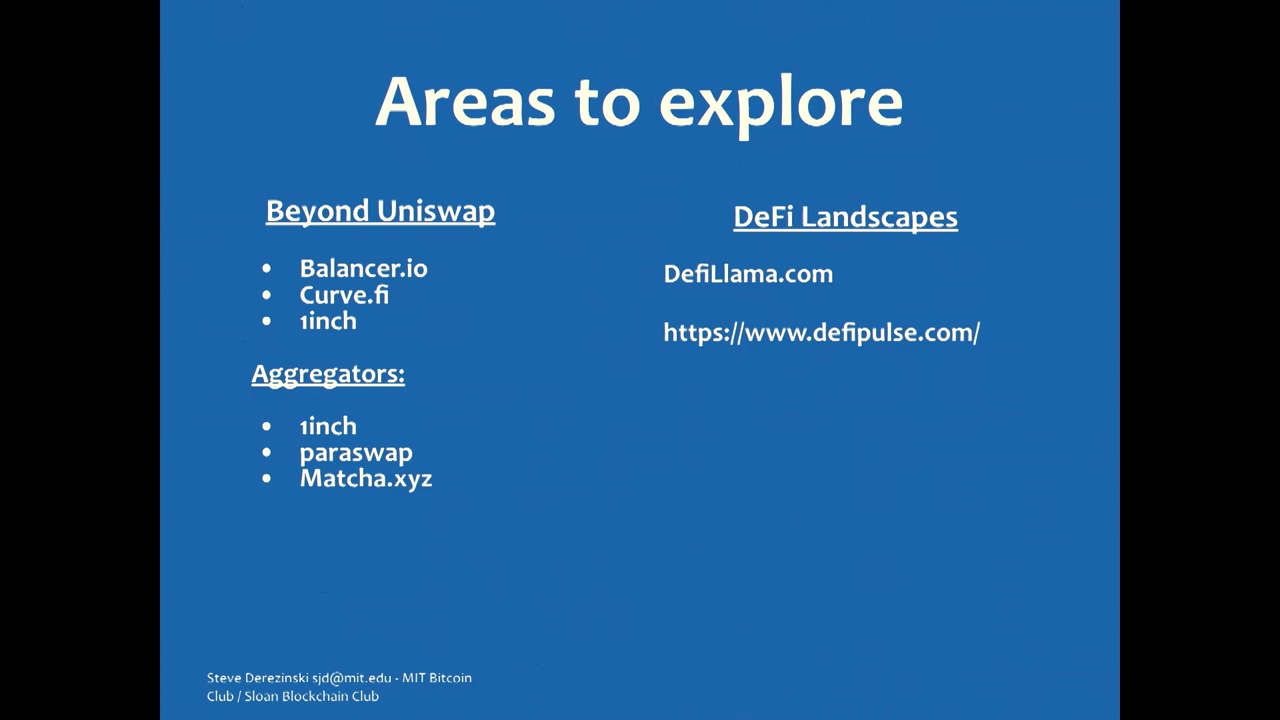 Areas to explore
Beyond Uniswap
• Balancer.io
• Curve.fi
• 1inch
Aggregators:
• 1inch
• paraswap
• Matcha.xyz
DeFi Landscapes
DefiLlama.com
https://www.defipulse.com/
Steve Derezinski sjd@mit.edu - MIT Bitcoin
Club / Sloan Blockchain Club